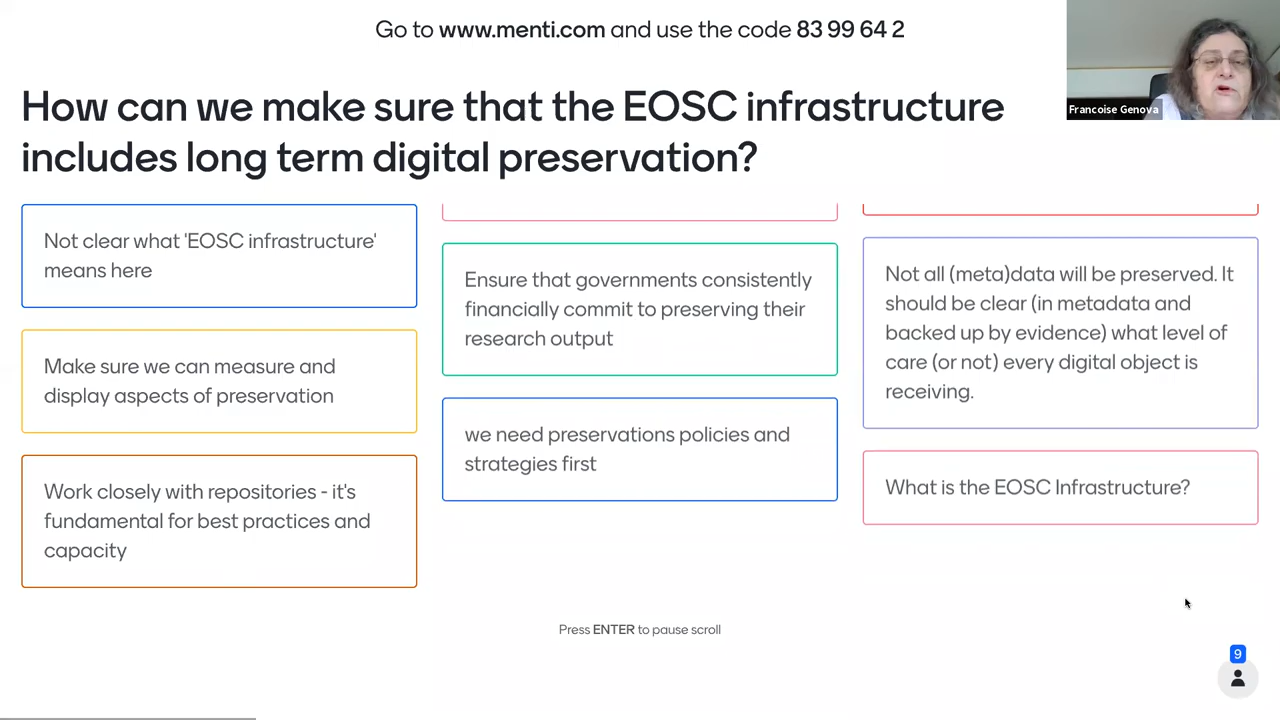 Go to www.menti.com and use the code 83 99 64 2
Francoise Genova
How can we make sure that the EOSC infrastructure
includes long term digital preservation?
Not clear what 'EOSC infrastructure'
means here
Make sure we can measure and
display aspects of preservation
Work closely with repositories - it's
fundamental for best practices and
capacity
Ensure that governments consistently
financially commit to preserving their
research output
we need preservations policies and
strategies first
Not all (meta)data will be preserved. It
should be clear (in metadata and
backed up by evidence) what level of
care (or not) every digital object is
receiving.
What is the EOSC Infrastructure?
Press ENTER to pause scroll
9